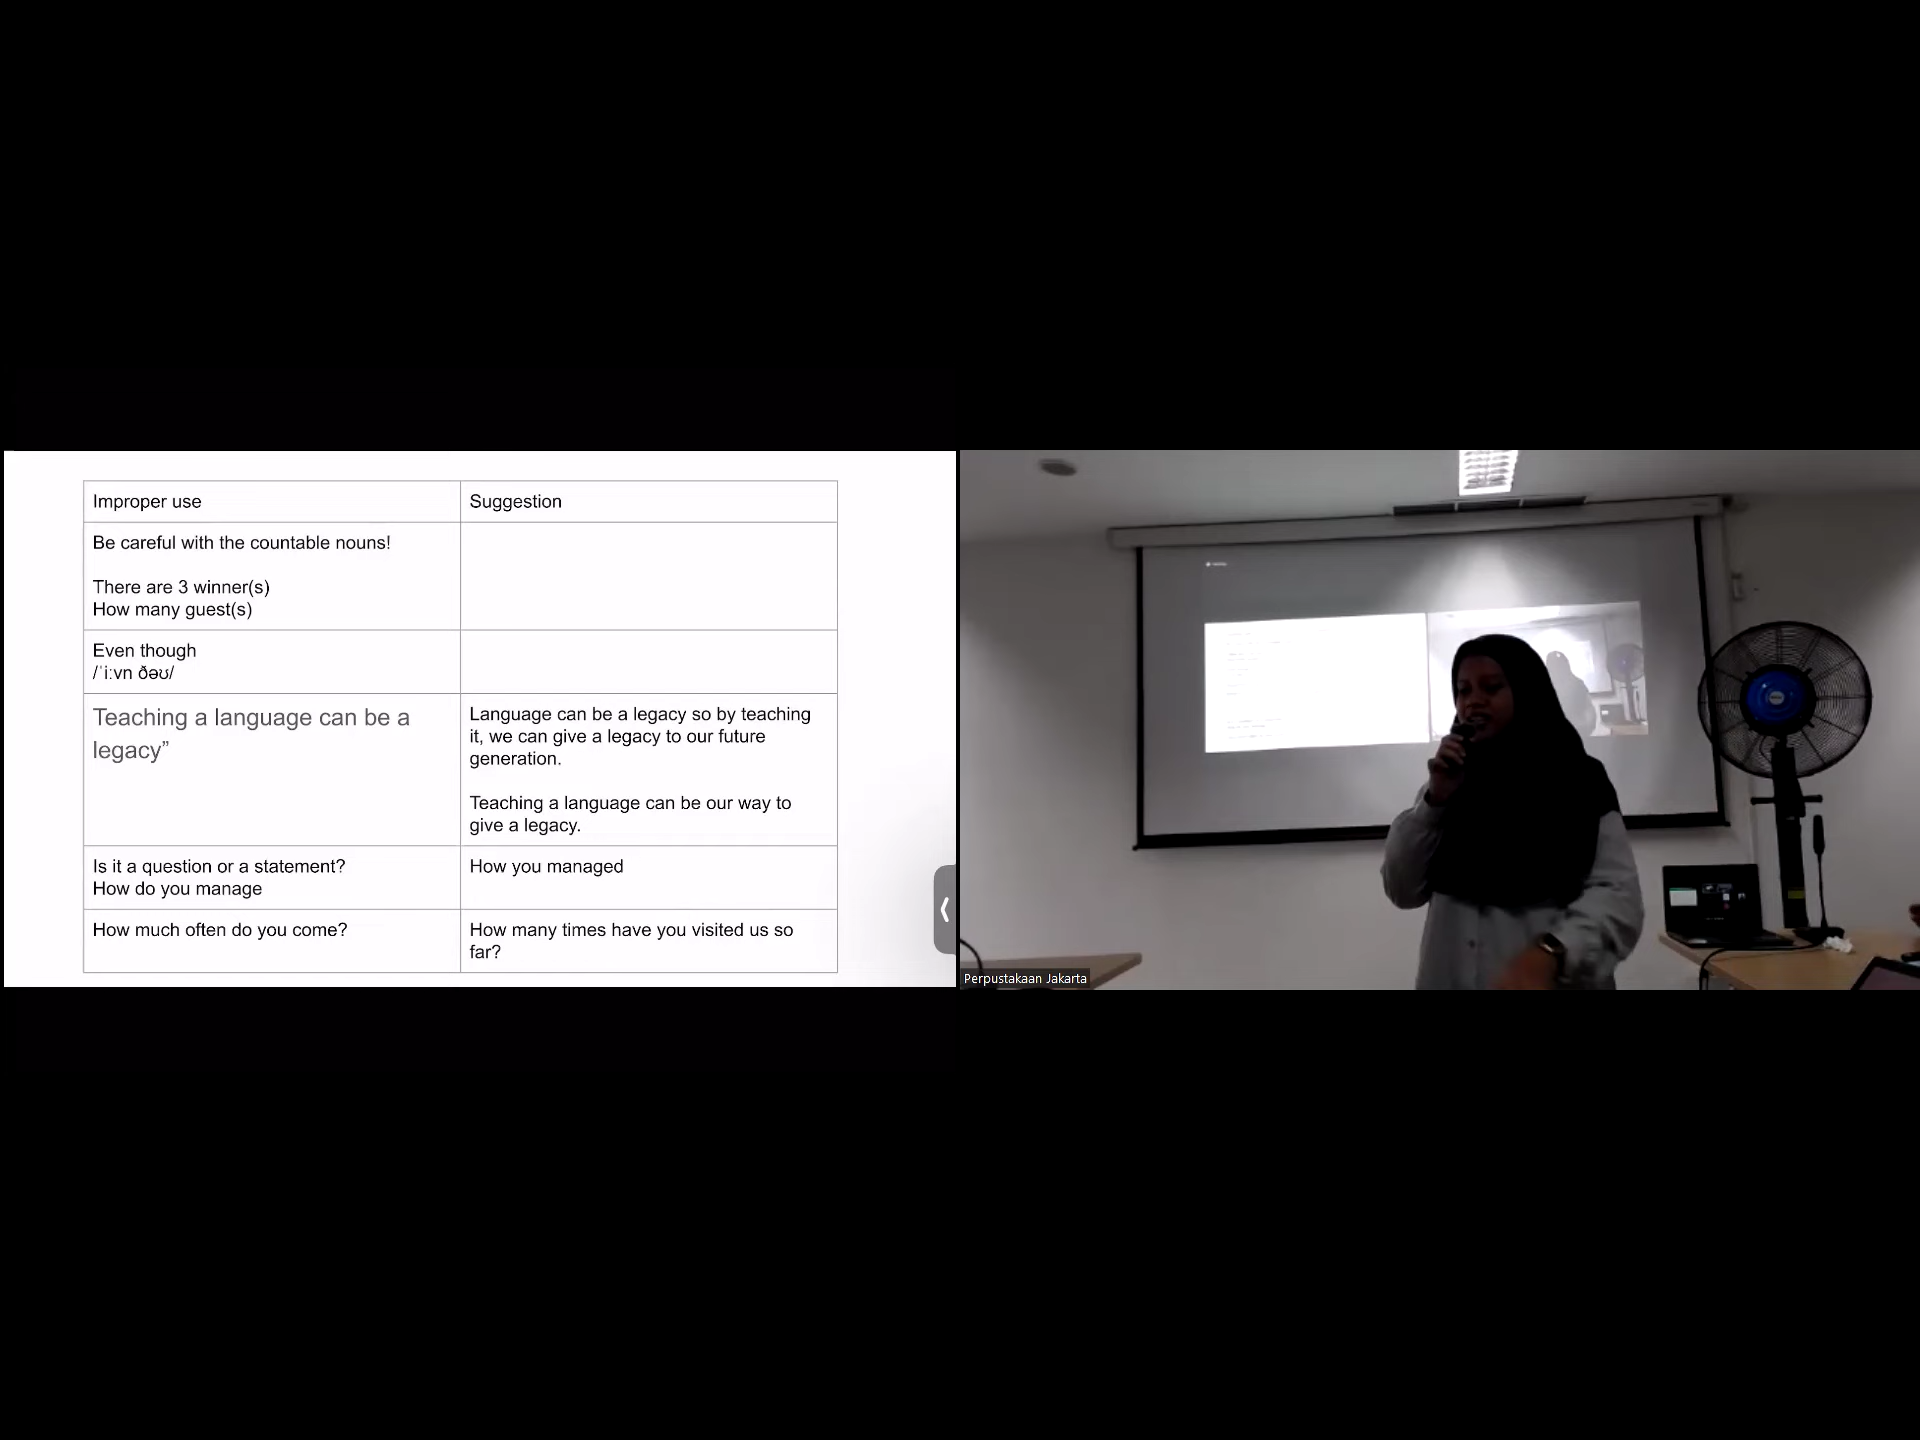 Improper use
Suggestion
Be careful with the countable nouns!
There are 3 winner(s)
How many guest(s)
Even though
/ˈiːvn ðəʊ/
Teaching a language can be a
legacy”
Language can be a legacy so by teaching
it, we can give a legacy to our future
generation.
Teaching a language can be our way to
give a legacy.
Is it a question or a statement?
How do you manage
How you managed
How much often do you come?
How many times have you visited us so
far?
Perpustakaan Jakarta